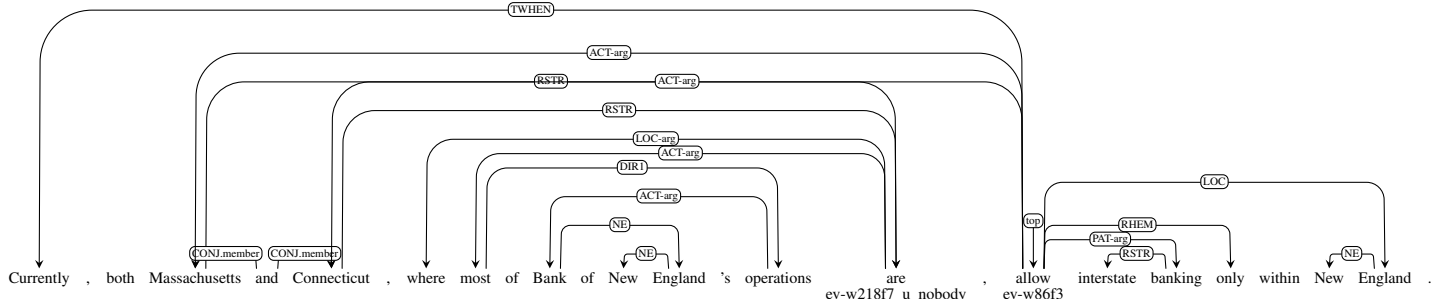 TWHEN
ACT-arg
RSTR ACT-arg
RSTR
LOC-arg
ACT-arg
DIR1
LOC
ACT-arg
top
NE RHEM
PAT-arg
CONJ.member CONJ.member NE RSTR NE
Currently , both Massachusetts and Connecticut , where most of Bank of New England 's operations are , allow interstate banking only within New England .
ev-w218f7_u_nobody ev-w86f3